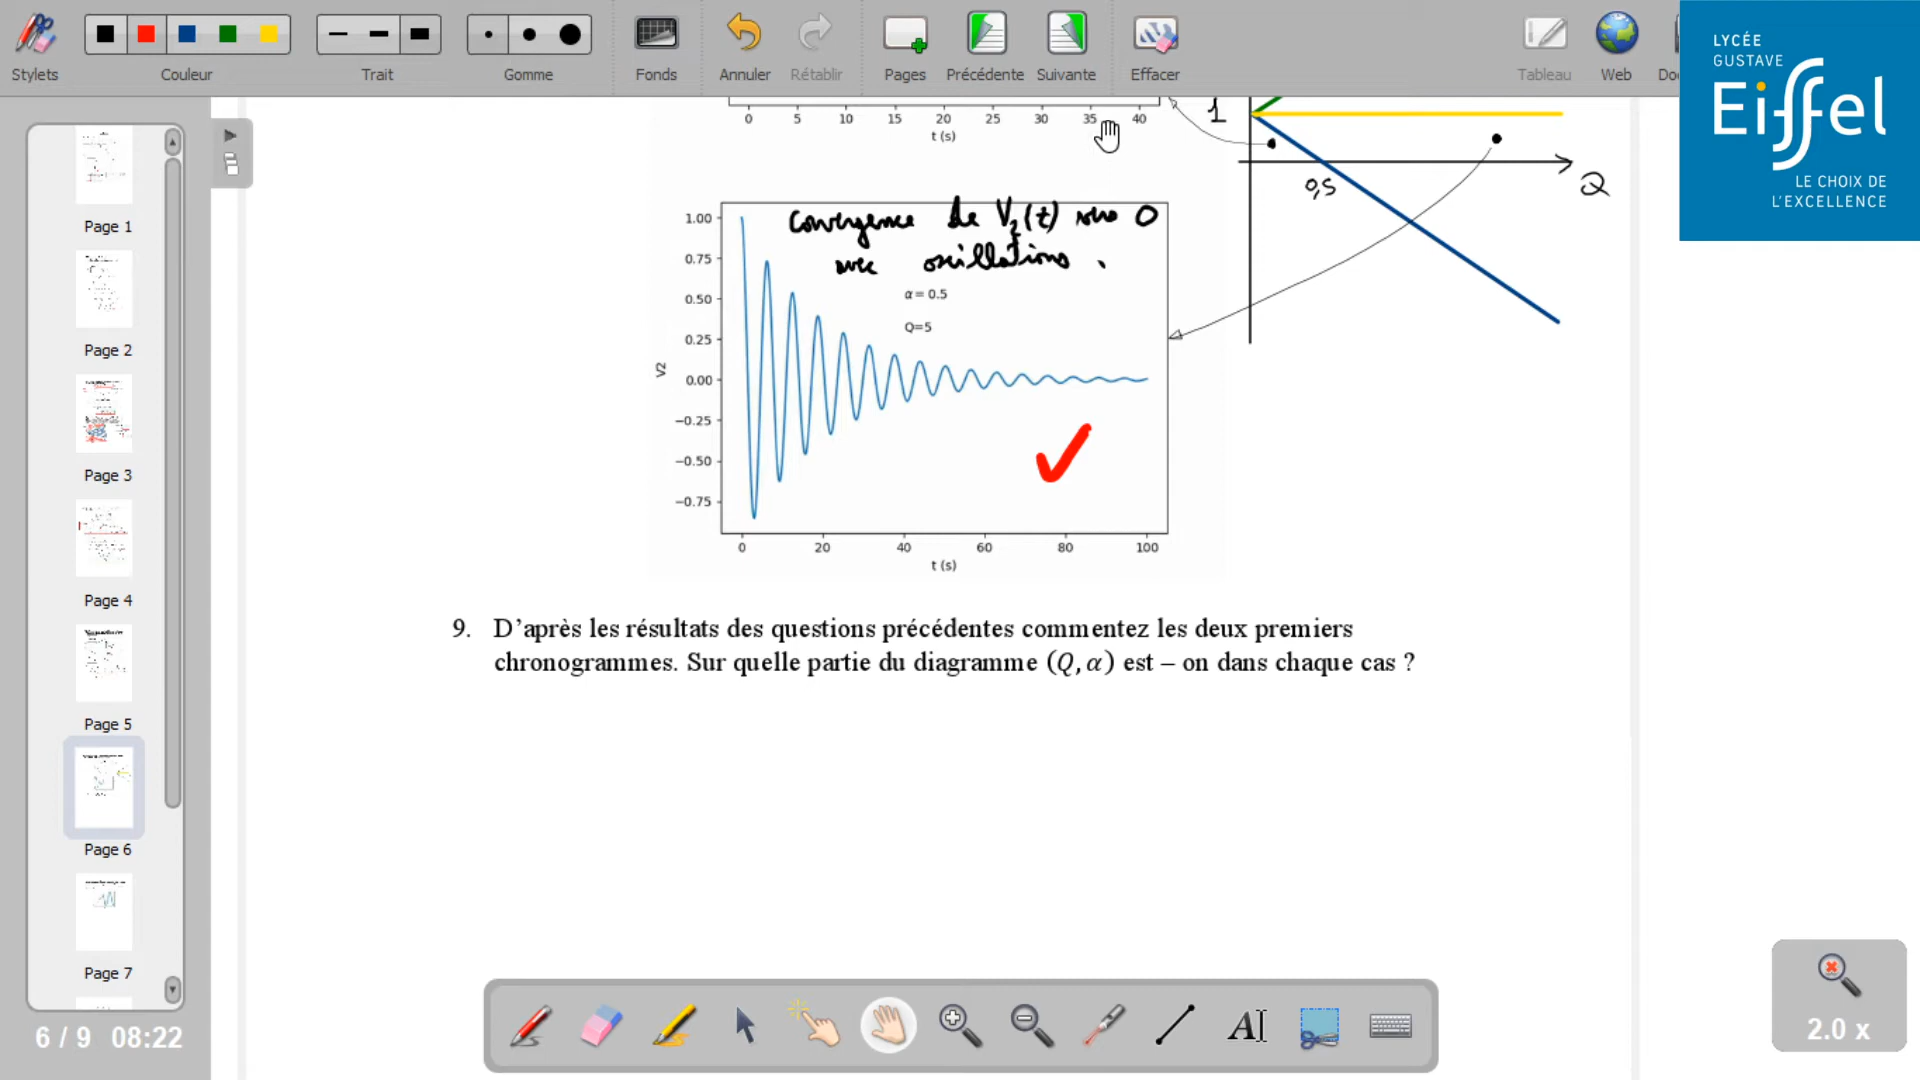 Stylets
Couleur
Trait
Gomme
Fonds
Annuler
Rétablir
Pages
Précédente
Suivante
Effacer
Tableau
Web
LYCÉE
GUSTAVE
Eiffel
LE CHOIX DE
L'EXCELLENCE
Page 1
Page 2
Page 3
Page 4
Page 5
Page 6
Page 7
6 / 9 08:22
0 5 10 15 20 25 30 35 40
t (s)
1
0,5
Q
Convergence de V2(t) vers 0
avec oscillations.
α = 0.5
Q=5
1.00
0.75
0.50
0.25
0.00
−0.25
−0.50
−0.75
V2
0 20 40 60 80 100
t (s)
9. D'après les résultats des questions précédentes commentez les deux premiers
chronogrammes. Sur quelle partie du diagramme (Q, α) est – on dans chaque cas ?
2.0 x